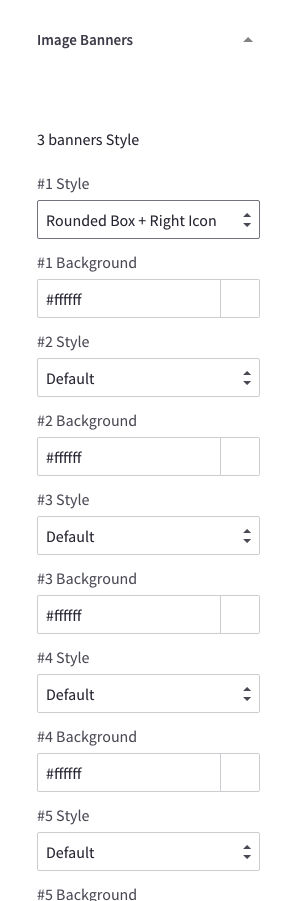 Image Banners
3 banners Style
#1 Style
Rounded Box + Right Icon
#1 Background
#ffffff
#2 Style
Default
#2 Background
#ffffff
#3 Style
Default
#3 Background
#ffffff
#4 Style
Default
#4 Background
#ffffff
#5 Style
Default
#5 Background